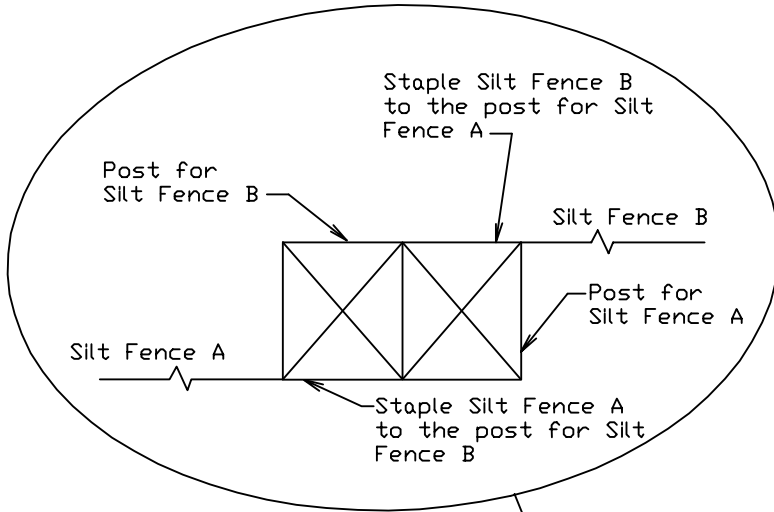 Staple Silt Fence B
to the post for Silt
Fence A
Post for
Silt Fence B
Silt Fence B
Post for
Silt Fence A
Silt Fence A
Staple Silt Fence A
to the post for Silt
Fence B